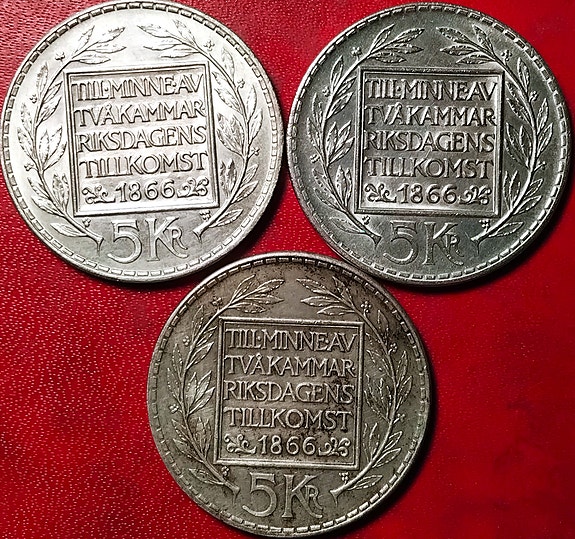 TILL·MINNE·AV
TVÅKAMMAR
RIKSDAGENS
TILLKOMST
1866
5 KR
TILL·MINNE·AV
TVÅKAMMAR
RIKSDAGENS
TILLKOMST
1866
5 KR
TILL·MINNE·AV
TVÅKAMMAR
RIKSDAGENS
TILLKOMST
1866
5 KR